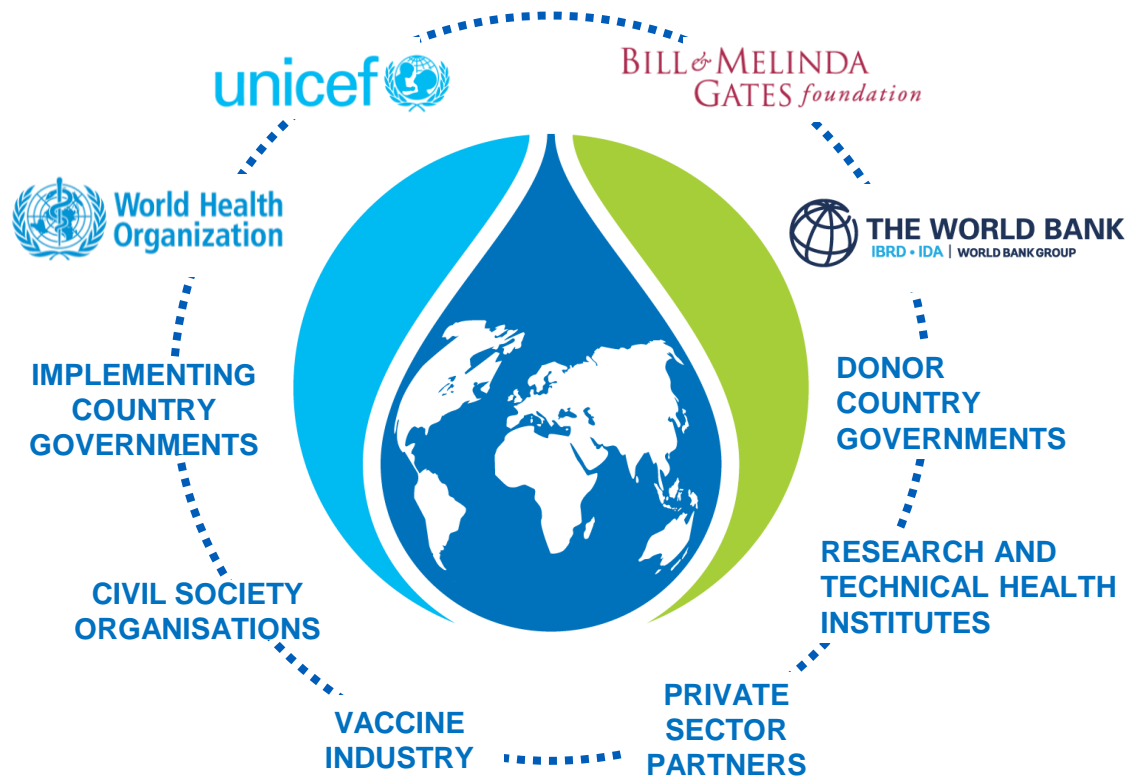 unicef
BILL & MELINDA
GATES foundation
World Health
Organization
THE WORLD BANK
IBRD • IDA | WORLD BANK GROUP
IMPLEMENTING
COUNTRY
GOVERNMENTS
DONOR
COUNTRY
GOVERNMENTS
CIVIL SOCIETY
ORGANISATIONS
RESEARCH AND
TECHNICAL HEALTH
INSTITUTES
VACCINE
INDUSTRY
PRIVATE
SECTOR
PARTNERS